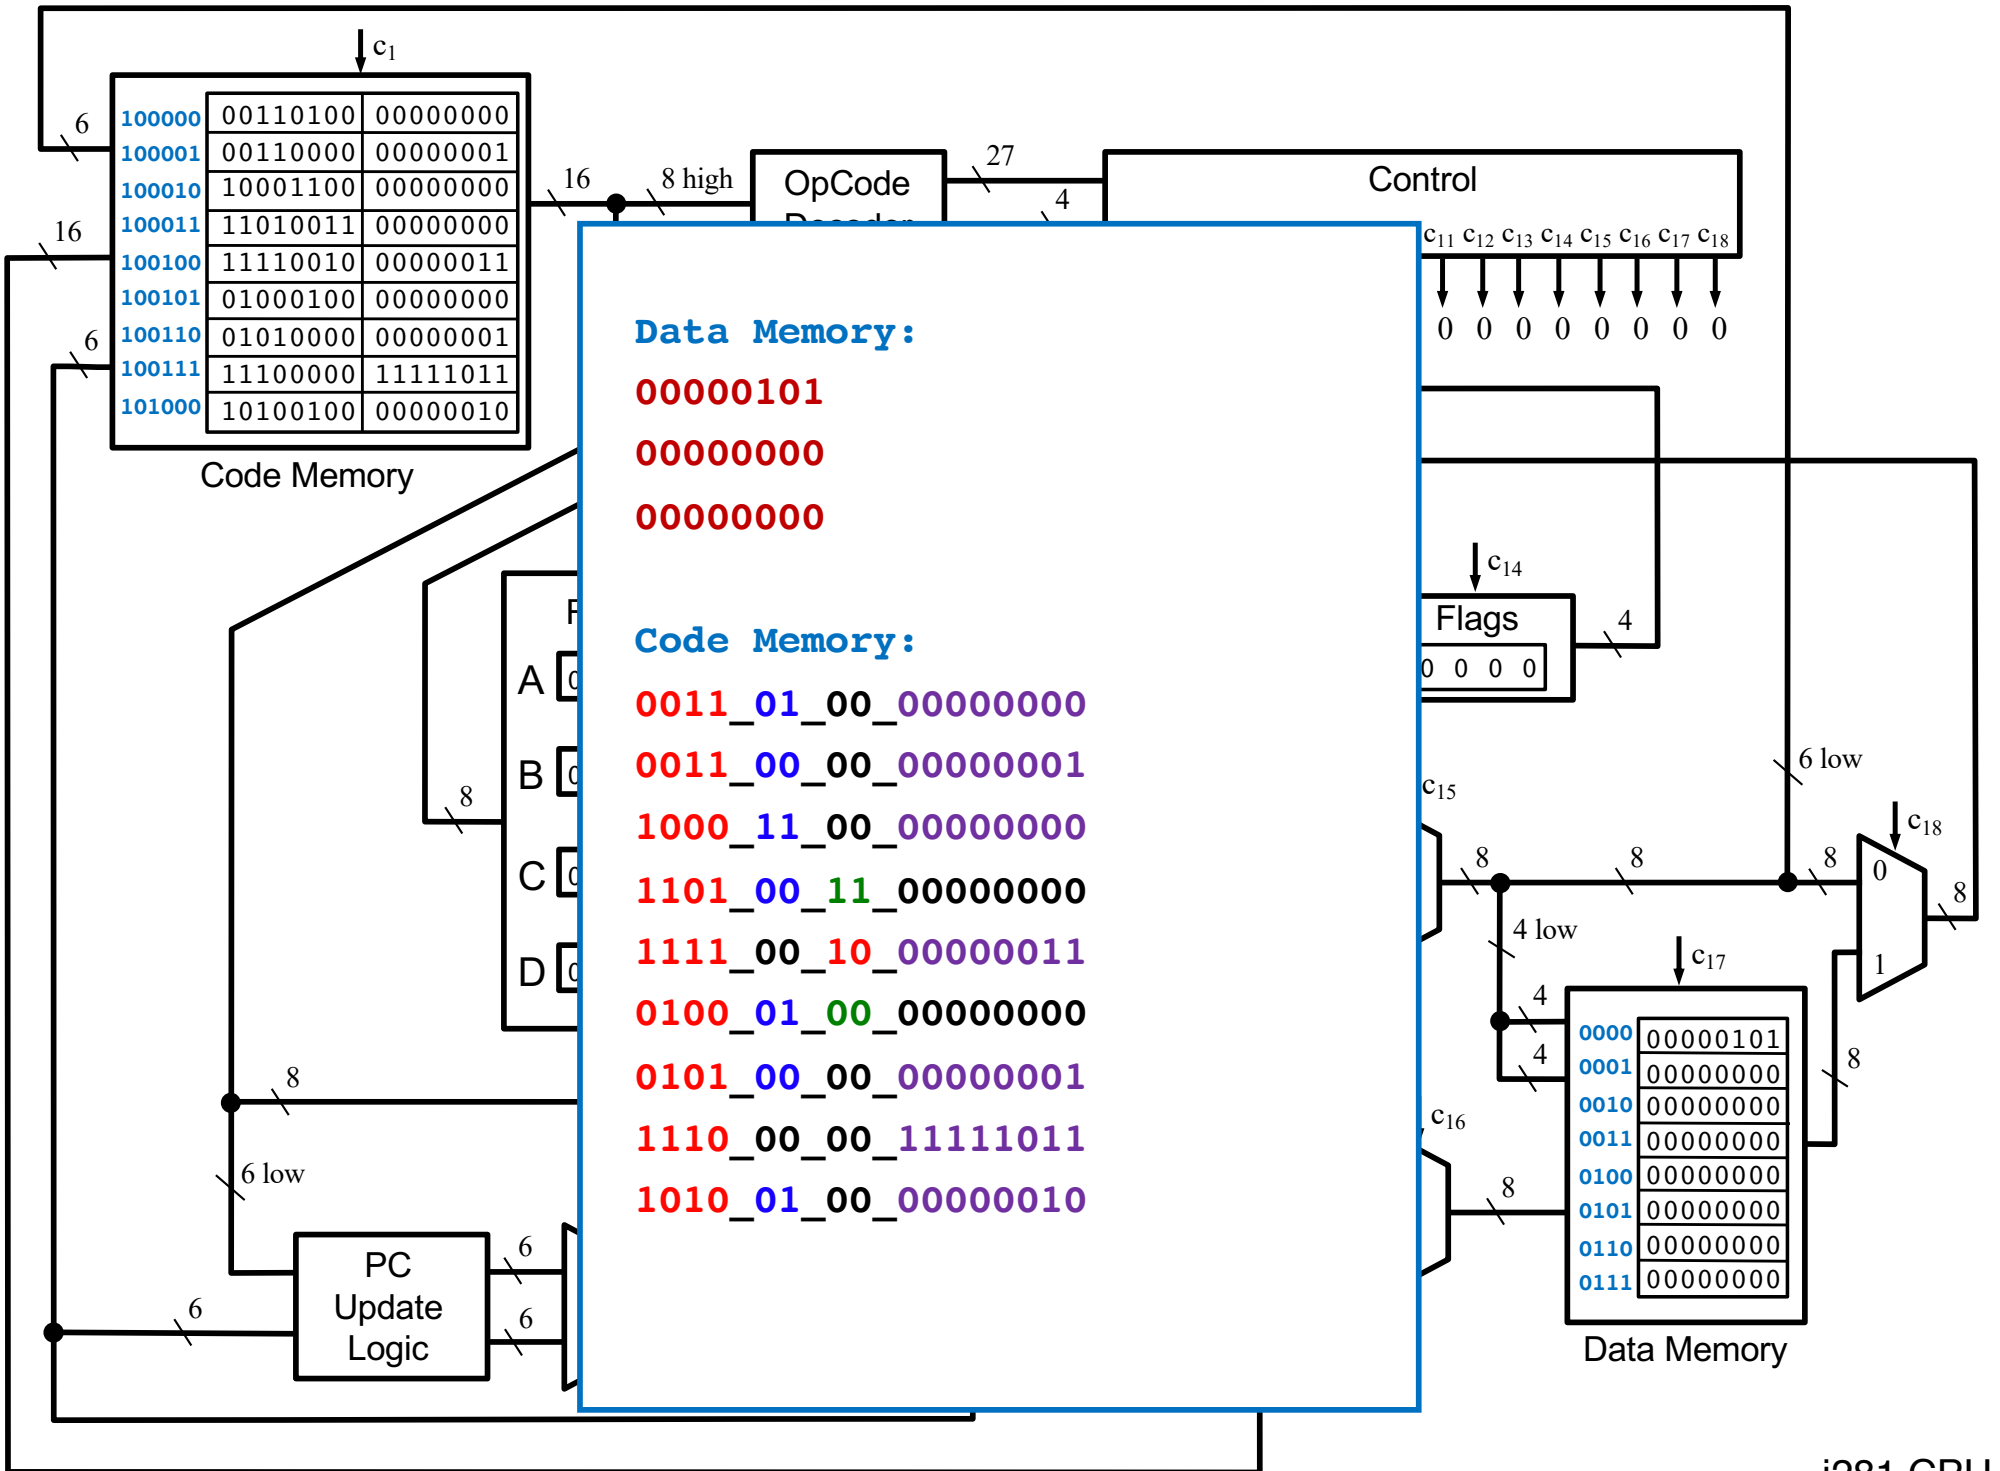 c1
6
16
6
100000 00110100 00000000
100001 00110000 00000001
100010 10001100 00000000
100011 11010011 00000000
100100 11110010 00000011
100101 01000100 00000000
100110 01010000 00000001
100111 11100000 11111011
101000 10100100 00000010
Code Memory
16
8 high
OpCode
27
4
Control
c11 c12 c13 c14 c15 c16 c17 c18
0 0 0 0 0 0 0 0
Data Memory:
00000101
00000000
00000000
Code Memory:
0011_01_00_00000000
0011_00_00_00000001
1000_11_00_00000000
1101_00_11_00000000
1111_00_10_00000011
0100_01_00_00000000
0101_00_00_00000001
1110_00_00_11111011
1010_01_00_00000010
A
B
C
D
8
8
6 low
PC
Update
Logic
6
6
6
c14
Flags
0 0 0 0
4
c15
6 low
c18
8
8
8
0
1
8
4 low
c17
4
4
8
c16
8
0000 00000101
0001 00000000
0010 00000000
0011 00000000
0100 00000000
0101 00000000
0110 00000000
0111 00000000
Data Memory